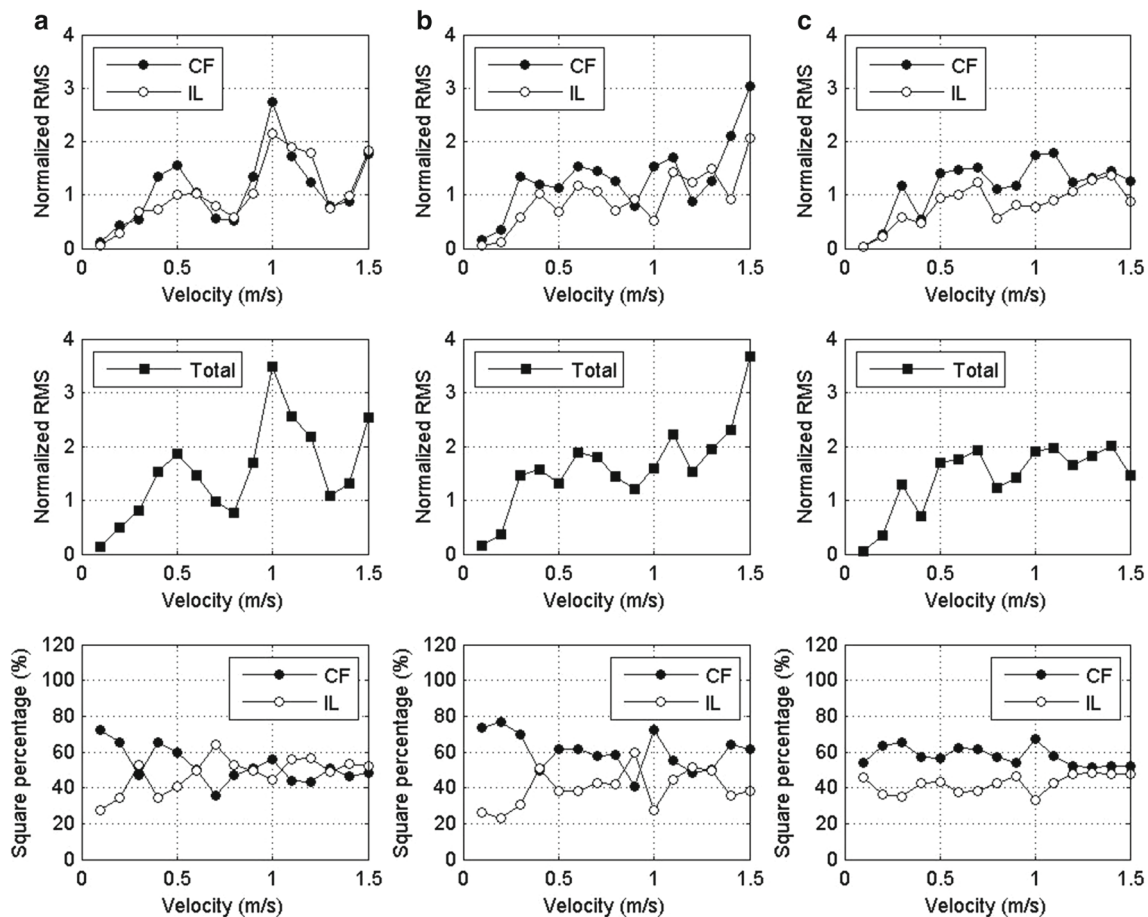 a
b
c
Normalized RMS
4
3
2
1
0
CF
IL
0
0.5
1
1.5
Velocity (m/s)
Normalized RMS
4
3
2
1
0
CF
IL
0
0.5
1
1.5
Velocity (m/s)
Normalized RMS
4
3
2
1
0
CF
IL
0
0.5
1
1.5
Velocity (m/s)
Normalized RMS
4
3
2
1
0
Total
0
0.5
1
1.5
Velocity (m/s)
Normalized RMS
4
3
2
1
0
Total
0
0.5
1
1.5
Velocity (m/s)
Normalized RMS
4
3
2
1
0
Total
0
0.5
1
1.5
Velocity (m/s)
Square percentage (%)
120
100
80
60
40
20
0
CF
IL
0
0.5
1
1.5
Velocity (m/s)
Square percentage (%)
120
100
80
60
40
20
0
CF
IL
0
0.5
1
1.5
Velocity (m/s)
Square percentage (%)
120
100
80
60
40
20
0
CF
IL
0
0.5
1
1.5
Velocity (m/s)